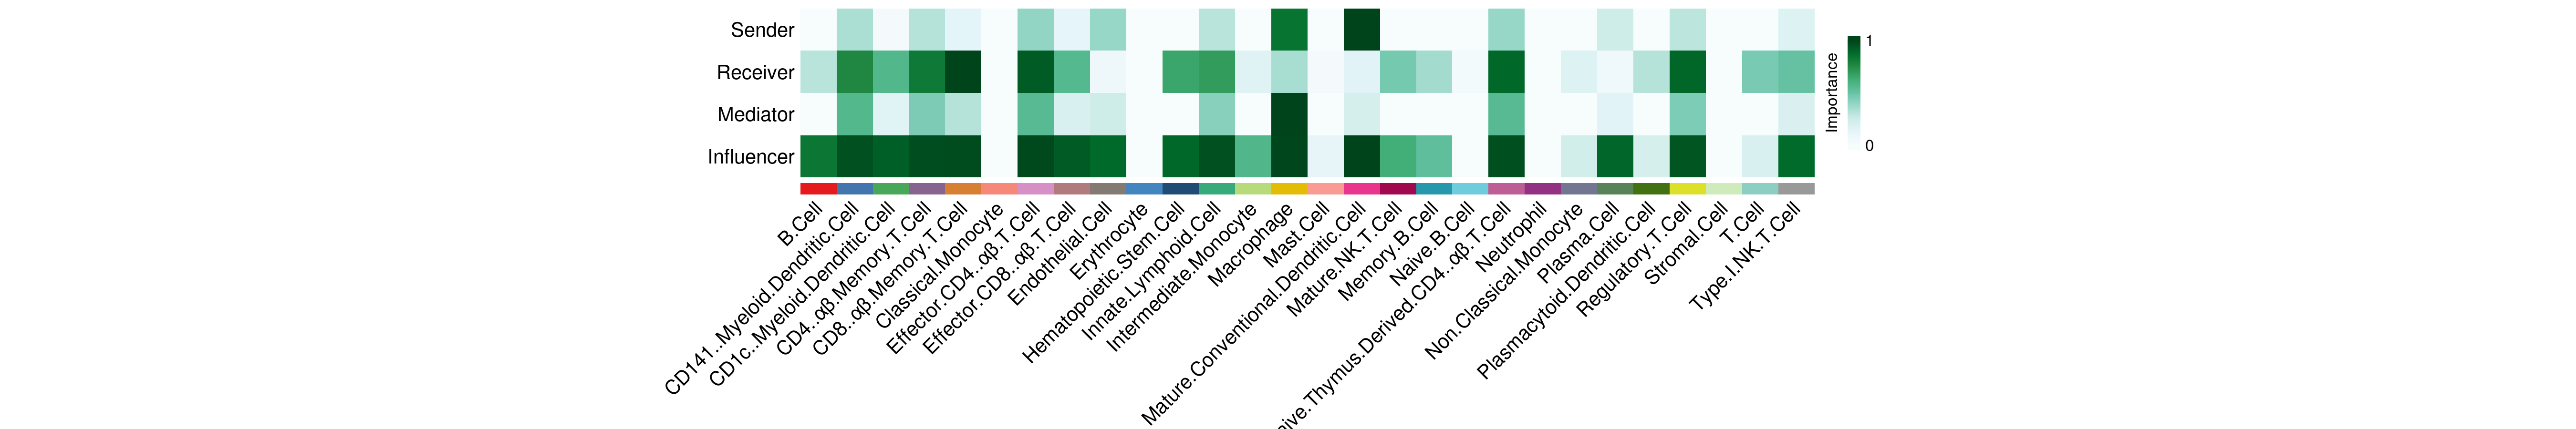 Sender
Receiver
Mediator
Influencer
Importance
1
0
B.Cell
CD141..Myeloid.Dendritic.Cell
CD1c..Myeloid.Dendritic.Cell
CD4..αβ.Memory.T.Cell
CD8..αβ.Memory.T.Cell
Classical.Monocyte
Effector.CD4..αβ.T.Cell
Effector.CD8..αβ.T.Cell
Endothelial.Cell
Erythrocyte
Hematopoietic.Stem.Cell
Innate.Lymphoid.Cell
Intermediate.Monocyte
Macrophage
Mast.Cell
Mature.Conventional.Dendritic.Cell
Mature.NK.T.Cell
Memory.B.Cell
Naive.B.Cell
ive.Thymus.Derived.CD4..αβ.T.Cell
Neutrophil
Non.Classical.Monocyte
Plasma.Cell
Plasmacytoid.Dendritic.Cell
Regulatory.T.Cell
Stromal.Cell
T.Cell
Type.I.NK.T.Cell